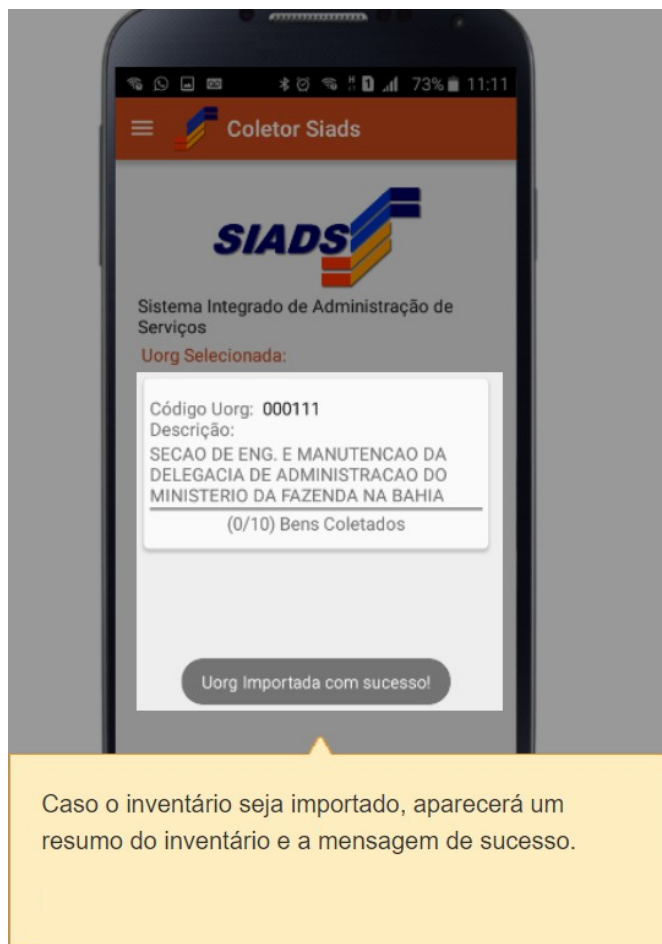 73% 11:11
Coletor Siads
SIADS
Sistema Integrado de Administração de
Serviços
Uorg Selecionada:
Código Uorg: 000111
Descrição:
SECAO DE ENG. E MANUTENCAO DA
DELEGACIA DE ADMINISTRACAO DO
MINISTERIO DA FAZENDA NA BAHIA
(0/10) Bens Coletados
Uorg Importada com sucesso!
Caso o inventário seja importado, aparecerá um
resumo do inventário e a mensagem de sucesso.